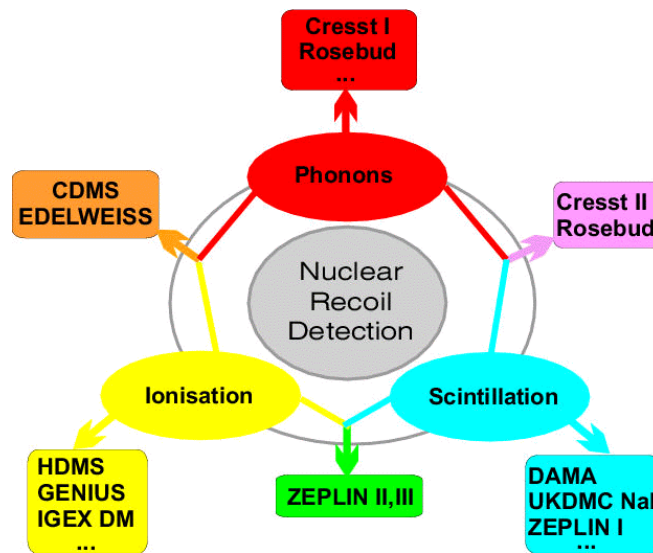 Cresst I
Rosebud
...
Phonons
CDMS
EDELWEISS
Cresst II
Rosebud
Nuclear
Recoil
Detection
Ionisation
Scintillation
HDMS
GENIUS
IGEX DM
...
ZEPLIN II,III
DAMA
UKDMC NaI
ZEPLIN I
...